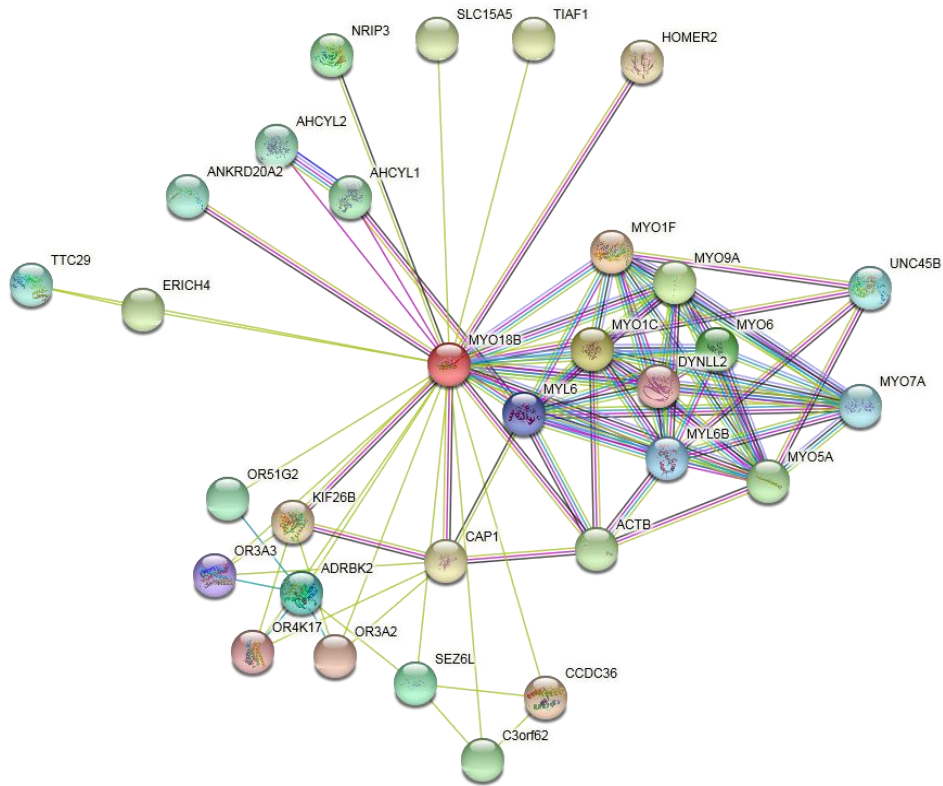 SLC15A5
TIAF1
NRIP3
HOMER2
AHCYL2
ANKRD20A2
AHCYL1
MYO1F
MYO9A
UNC45B
TTC29
ERICH4
MYO18B
MYO1C
MYO6
DYNLL2
MYL6
MYO7A
MYL6B
MYO5A
OR51G2
KIF26B
ACTB
CAP1
OR3A3
ADRBK2
OR4K17
OR3A2
SEZ6L
CCDC36
C3orf62